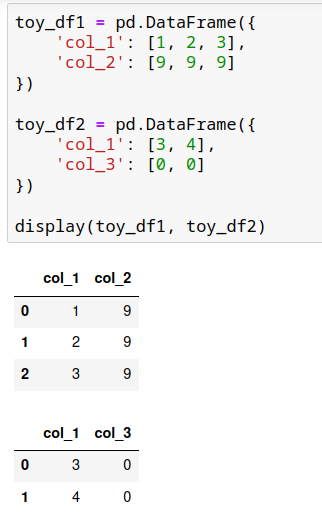 toy_df1 = pd.DataFrame({
    'col_1': [1, 2, 3],
    'col_2': [9, 9, 9]
})
toy_df2 = pd.DataFrame({
    'col_1': [3, 4],
    'col_3': [0, 0]
})
display(toy_df1, toy_df2)
col_1 col_2
0 1 9
1 2 9
2 3 9
col_1 col_3
0 3 0
1 4 0